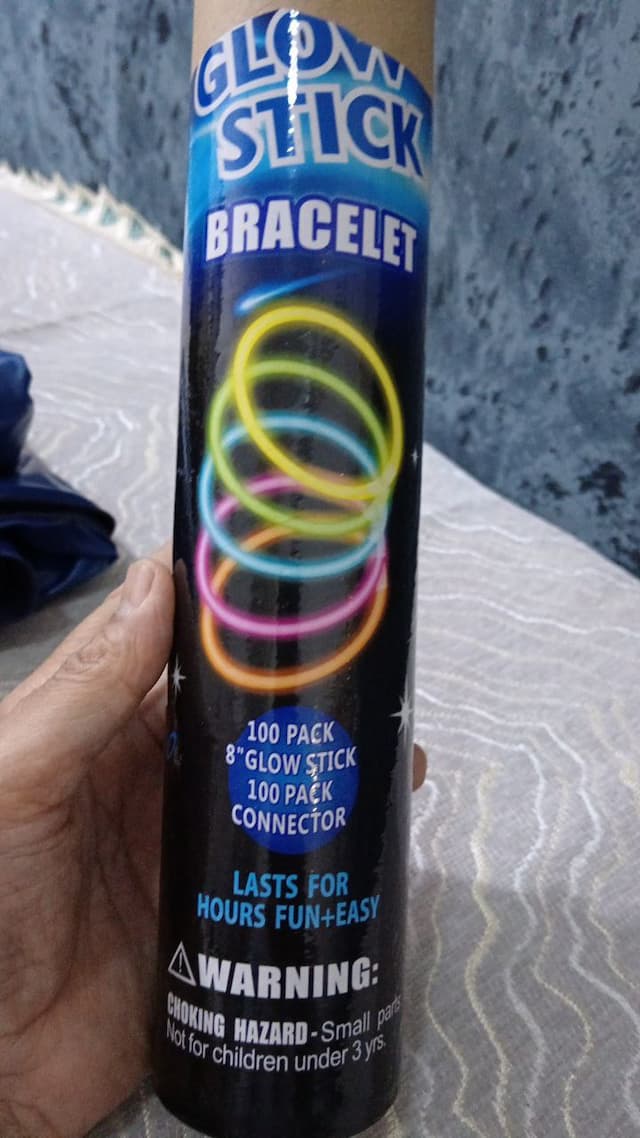 GLOW
STICK
BRACELET
100 PACK
8"GLOW STICK
100 PACK
CONNECTOR
LASTS FOR
HOURS FUN+EASY
WARNING:
CHOKING HAZARD-Small parts
Not for children under 3 yrs.